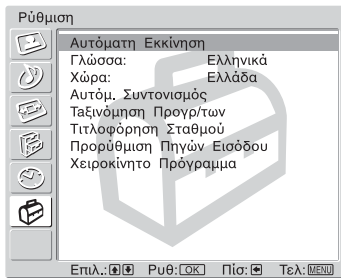 Ρύθμιση
Αυτόματη Εκκίνηση
Γλώσσα: Ελληνικά
Χώρα: Ελλάδα
Αυτόμ. Συντονισμός
Ταξινόμηση Προγρ/των
Τιτλοφόρηση Σταθμού
Προρύθμιση Πηγών Εισόδου
Χειροκίνητο Πρόγραμμα
Επιλ.: Ρυθ: OK Πίσ: Τελ: MENU